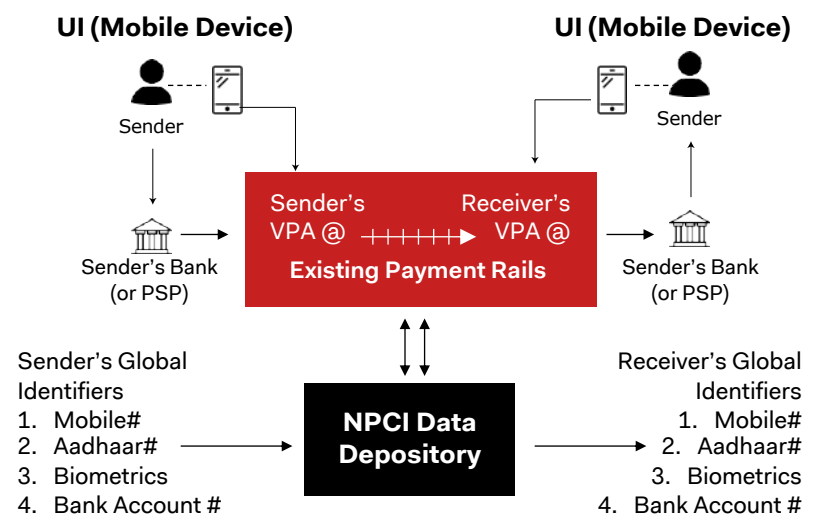 UI (Mobile Device)
UI (Mobile Device)
Sender
Sender
Sender's
VPA @
Receiver's
VPA @
Existing Payment Rails
Sender's Bank
(or PSP)
Sender's Bank
(or PSP)
Sender's Global
Identifiers
1. Mobile#
2. Aadhaar#
3. Biometrics
4. Bank Account #
NPCI Data
Depository
Receiver's Global
Identifiers
1. Mobile#
2. Aadhaar#
3. Biometrics
4. Bank Account #